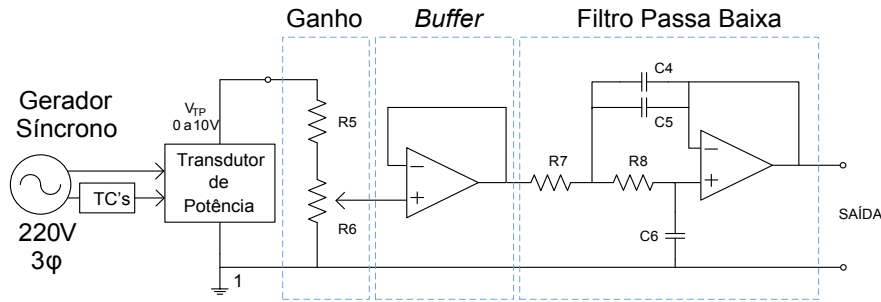 Ganho
Buffer
Filtro Passa Baixa
Gerador
Síncrono
V_TP
0 a 10V
Transdutor
de
Potência
TC's
220V
3φ
1
R5
R6
−
+
R7
R8
C4
C5
C6
−
+
SAÍDA